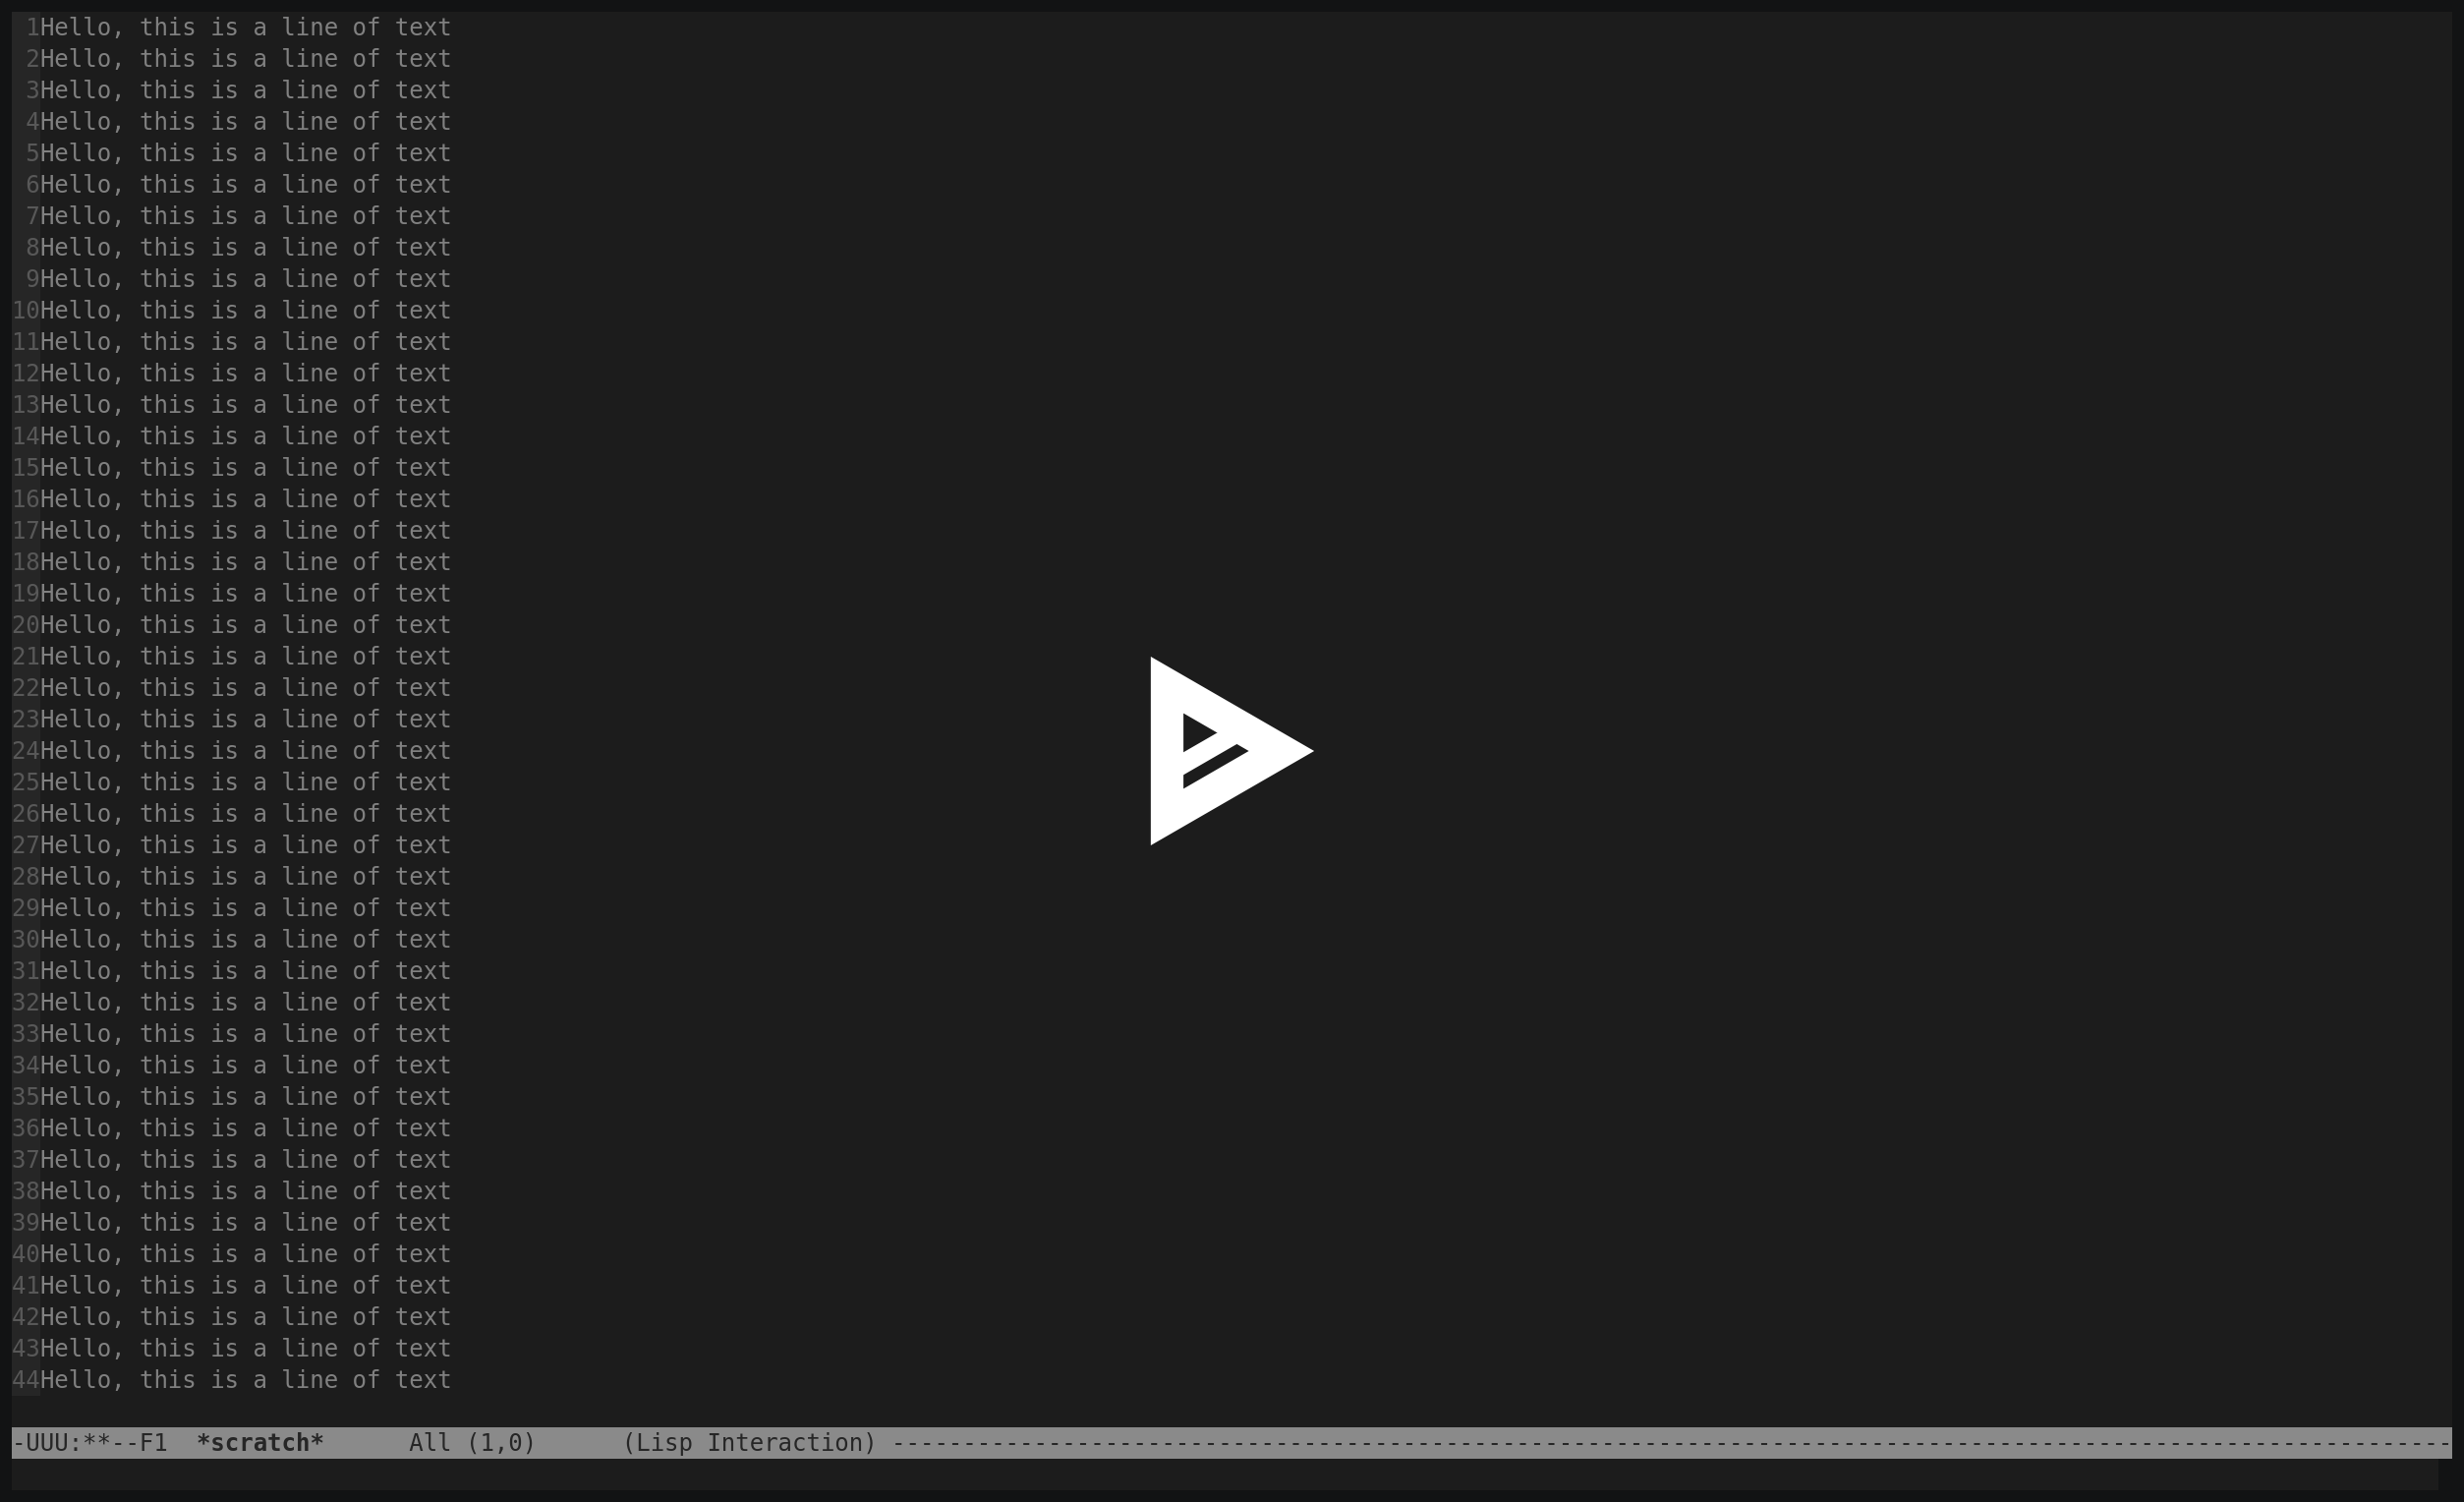 1Hello, this is a line of text
2Hello, this is a line of text
3Hello, this is a line of text
4Hello, this is a line of text
5Hello, this is a line of text
6Hello, this is a line of text
7Hello, this is a line of text
8Hello, this is a line of text
9Hello, this is a line of text
10Hello, this is a line of text
11Hello, this is a line of text
12Hello, this is a line of text
13Hello, this is a line of text
14Hello, this is a line of text
15Hello, this is a line of text
16Hello, this is a line of text
17Hello, this is a line of text
18Hello, this is a line of text
19Hello, this is a line of text
20Hello, this is a line of text
21Hello, this is a line of text
22Hello, this is a line of text
23Hello, this is a line of text
24Hello, this is a line of text
25Hello, this is a line of text
26Hello, this is a line of text
27Hello, this is a line of text
28Hello, this is a line of text
29Hello, this is a line of text
30Hello, this is a line of text
31Hello, this is a line of text
32Hello, this is a line of text
33Hello, this is a line of text
34Hello, this is a line of text
35Hello, this is a line of text
36Hello, this is a line of text
37Hello, this is a line of text
38Hello, this is a line of text
39Hello, this is a line of text
40Hello, this is a line of text
41Hello, this is a line of text
42Hello, this is a line of text
43Hello, this is a line of text
44Hello, this is a line of text
-UUU:**--F1  *scratch*      All (1,0)      (Lisp Interaction) --------------------------------------------------------------------------------------------------------------